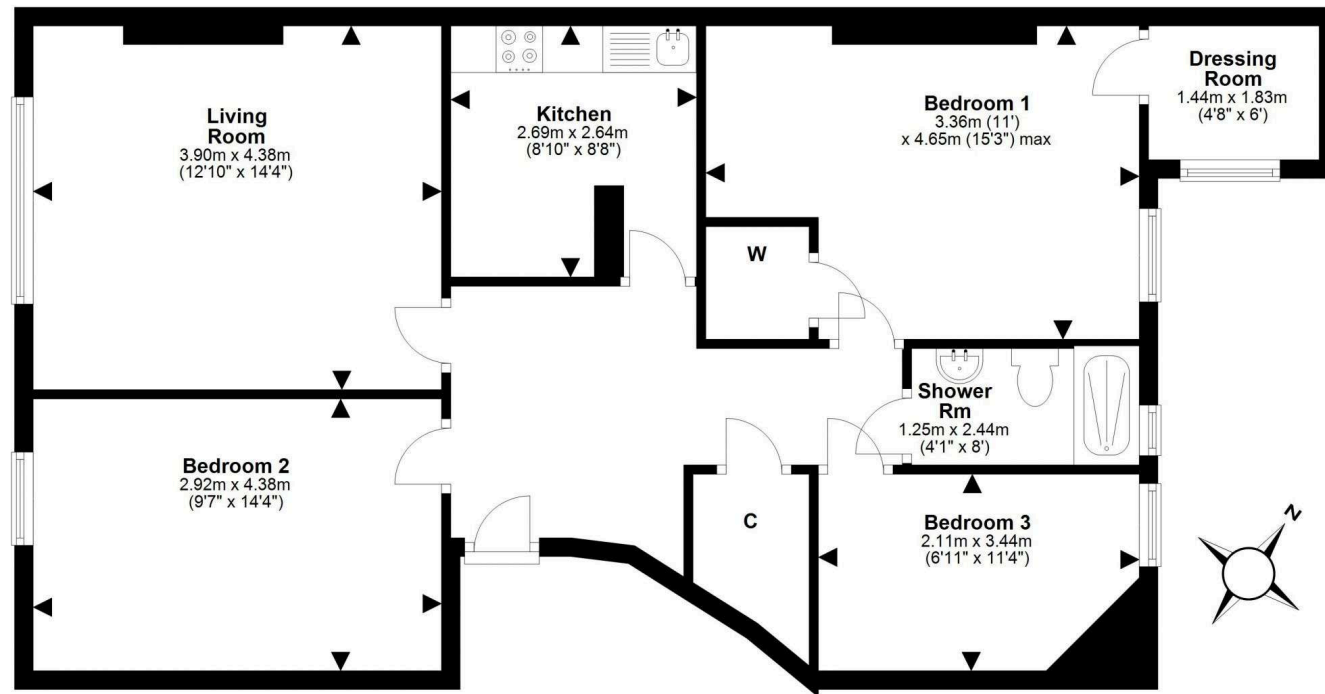 Living
Room
3.90m x 4.38m
(12'10" x 14'4")
Kitchen
2.69m x 2.64m
(8'10" x 8'8")
Bedroom 1
3.36m (11')
x 4.65m (15'3") max
Dressing
Room
1.44m x 1.83m
(4'8" x 6')
W
Shower
Rm
1.25m x 2.44m
(4'1" x 8')
Bedroom 2
2.92m x 4.38m
(9'7" x 14'4")
C
Bedroom 3
2.11m x 3.44m
(6'11" x 11'4")
N